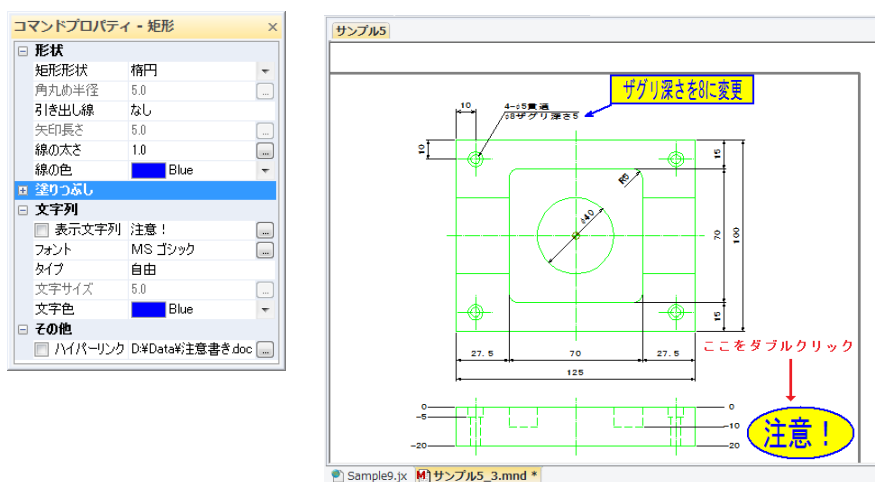 コマンドプロパティ - 矩形
形状
矩形形状 楕円
角丸め半径 5.0
引き出し線 なし
矢印長さ 5.0
線の太さ 1.0
線の色 Blue
塗りつぶし
文字列
表示文字列 注意！
フォント MS ゴシック
タイプ 自由
文字サイズ 5.0
文字色 Blue
その他
ハイパーリンク D:¥Data¥注意書き.doc
サンプル5
ザグリ深さを8に変更
10
4-φ5貫通
φ8ザグリ深さ5
10
15
R5
φ40
70
100
15
27.5 70 27.5
125
ここをダブルクリック
0
-5
-20
0
-10
-20
注意！
Sample9.jx サンプル5_3.mnd *